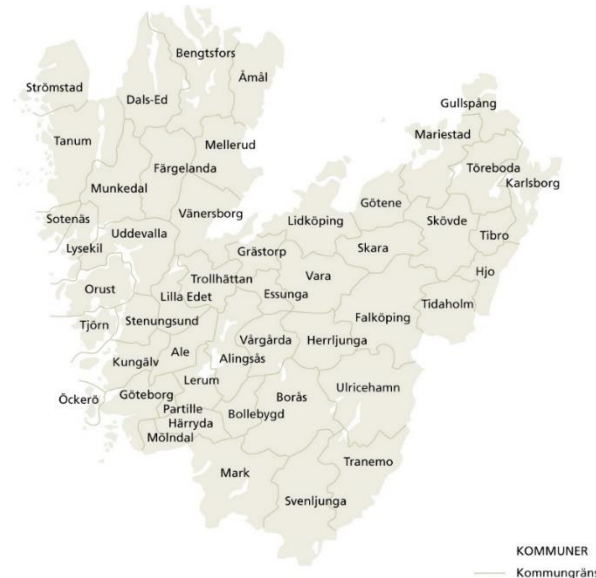 Bengtsfors
Åmål
Strömstad
Dals-Ed
Gullspång
Mariestad
Tanum
Mellerud
Färgelanda
Töreboda
Karlsborg
Munkedal
Götene
Sotenäs
Vänersborg
Lidköping
Skövde
Uddevalla
Tibro
Lysekil
Grästorp
Skara
Hjo
Trollhättan
Vara
Orust
Lilla Edet
Essunga
Tidaholm
Tjörn
Stenungsund
Falköping
Vårgårda
Herrljunga
Kungälv
Ale
Alingsås
Lerum
Ulricehamn
Öckerö
Göteborg
Borås
Partille
Bollebygd
Härryda
Mölndal
Tranemo
Mark
Svenljunga
KOMMUNER
Kommungräns